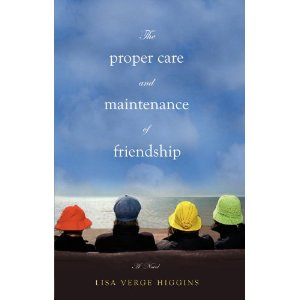 The
proper care
and
maintenance
of
friendship
A Novel
LISA VERGE HIGGINS